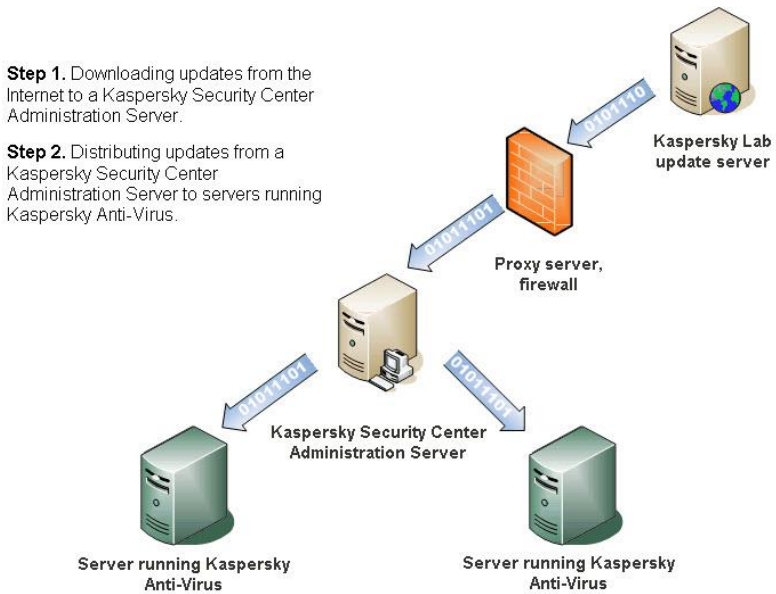 Step 1. Downloading updates from the
Internet to a Kaspersky Security Center
Administration Server.
Step 2. Distributing updates from a
Kaspersky Security Center
Administration Server to servers running
Kaspersky Anti-Virus.
0101110
Kaspersky Lab
update server
01011101
Proxy server,
firewall
01011101
01011101
Kaspersky Security Center
Administration Server
Server running Kaspersky
Anti-Virus
Server running Kaspersky
Anti-Virus